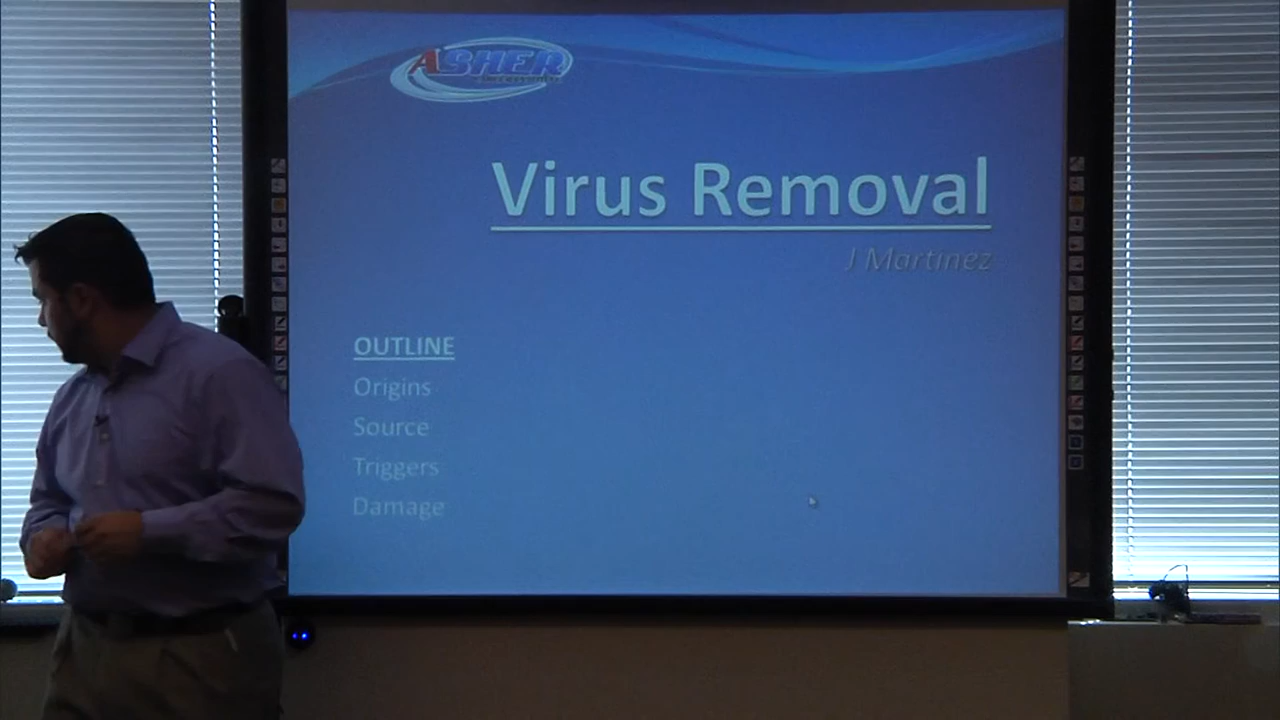 ASHER
Virus Removal
J Martinez
OUTLINE
Origins
Source
Triggers
Damage